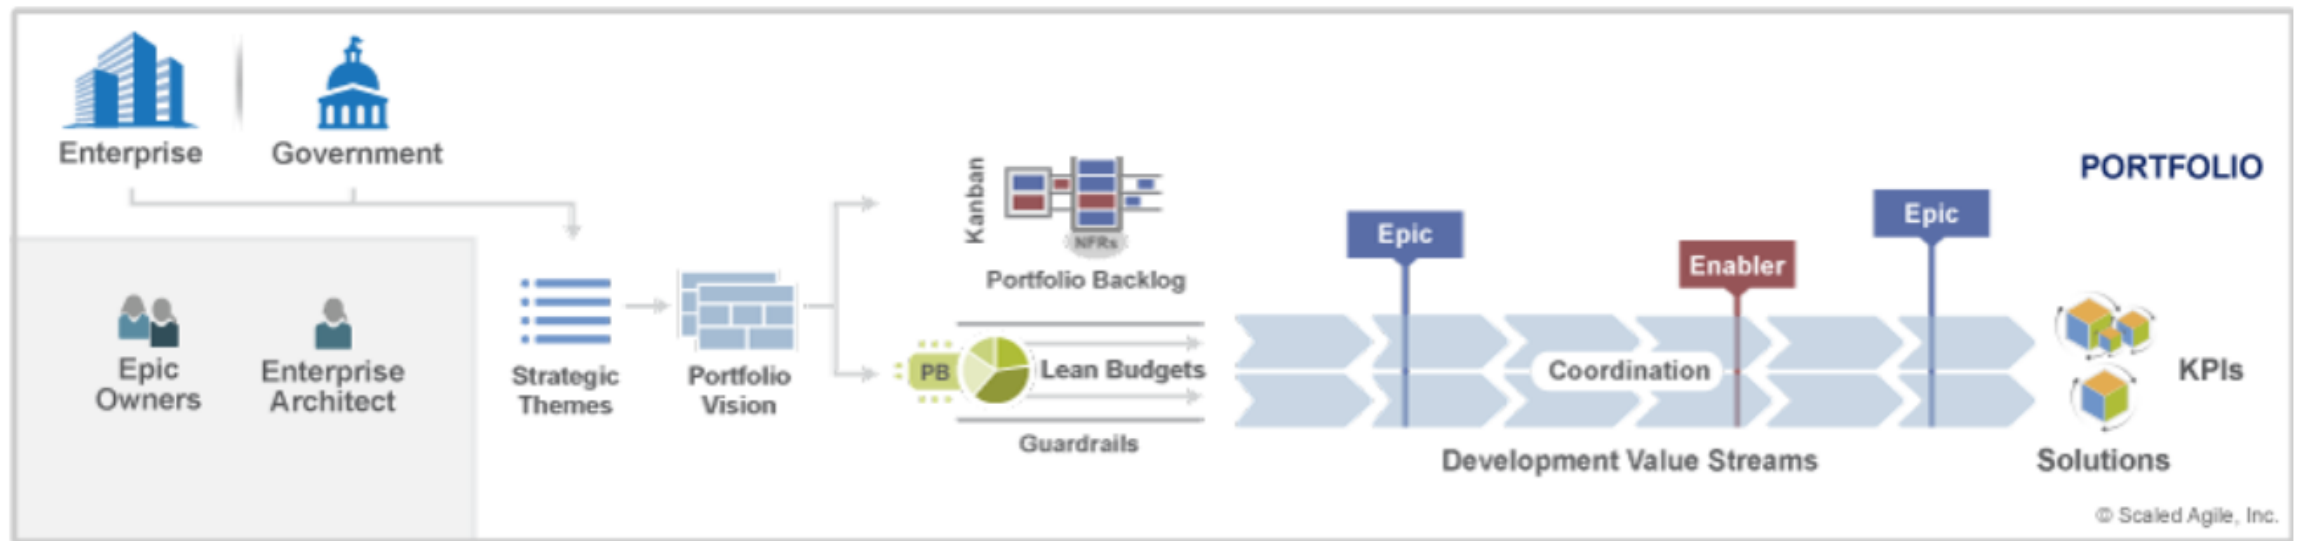 Enterprise
Government
Kanban
NFRs
Portfolio Backlog
PORTFOLIO
Epic
Enabler
Epic
Epic
Owners
Enterprise
Architect
Strategic
Themes
Portfolio
Vision
PB
Lean Budgets
Guardrails
Coordination
Development Value Streams
KPIs
Solutions
© Scaled Agile, Inc.